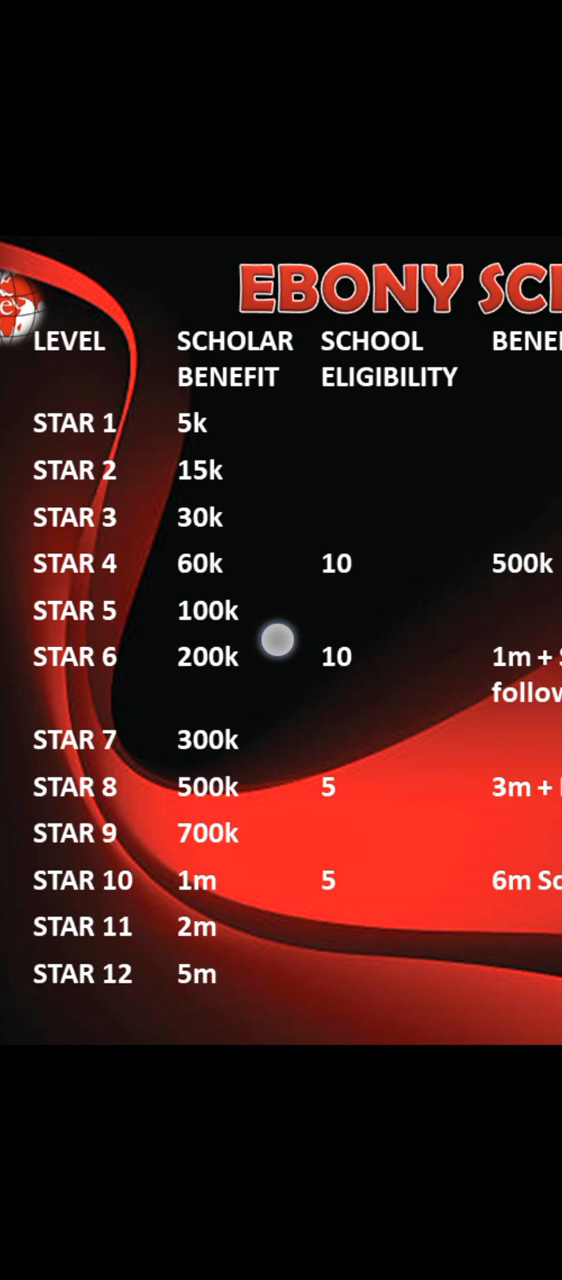 EBONY SC
LEVEL SCHOLAR SCHOOL BENE
BENEFIT ELIGIBILITY
STAR 1 5k
STAR 2 15k
STAR 3 30k
STAR 4 60k 10 500k
STAR 5 100k
STAR 6 200k 10 1m + S
follow
STAR 7 300k
STAR 8 500k 5 3m +
STAR 9 700k
STAR 10 1m 5 6m Sc
STAR 11 2m
STAR 12 5m